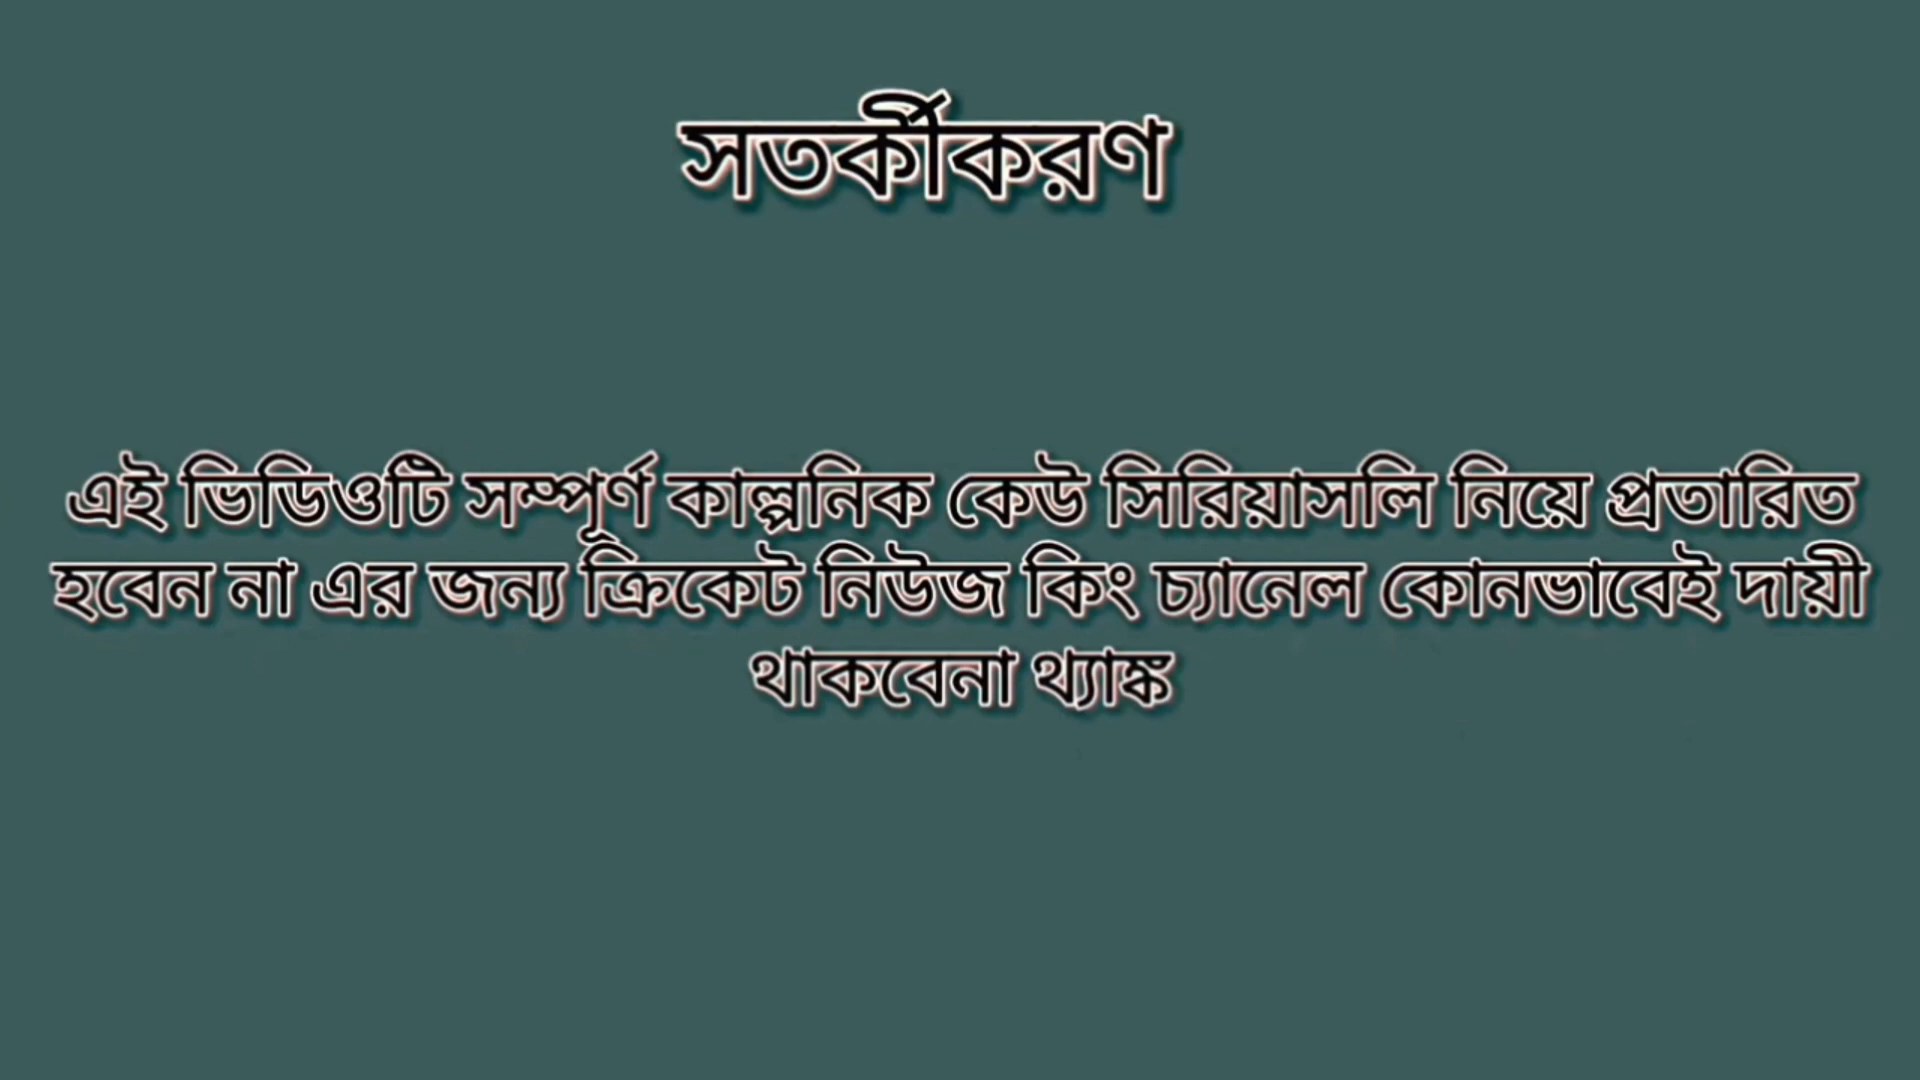 সতর্কীকরণ
এই ভিডিওটি সম্পূর্ণ কাল্পনিক কেউ সিরিয়াসলি নিয়ে প্রতারিত
হবেন না এর জন্য ক্রিকেট নিউজ কিং চ্যানেল কোনভাবেই দায়ী
থাকবেনা থ্যাঙ্ক